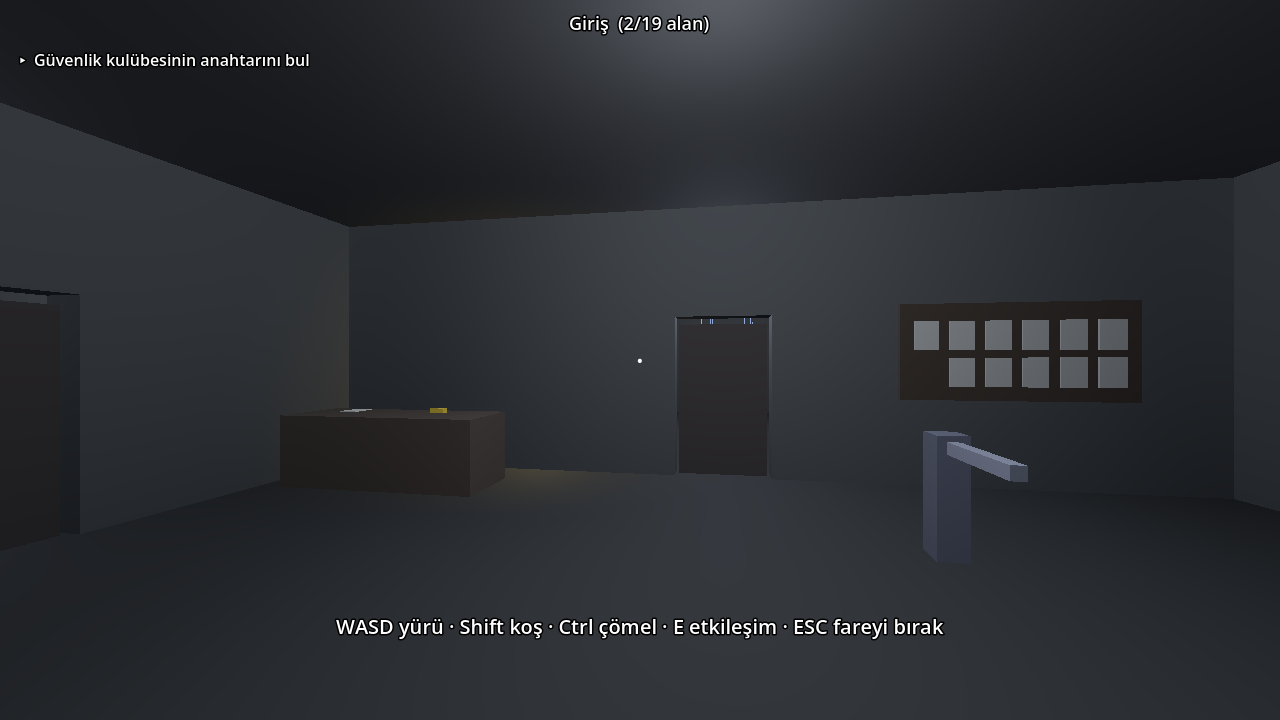 Giriş (2/19 alan)
▸ Güvenlik kulübesinin anahtarını bul
WASD yürü · Shift koş · Ctrl çömel · E etkileşim · ESC fareyi bırak